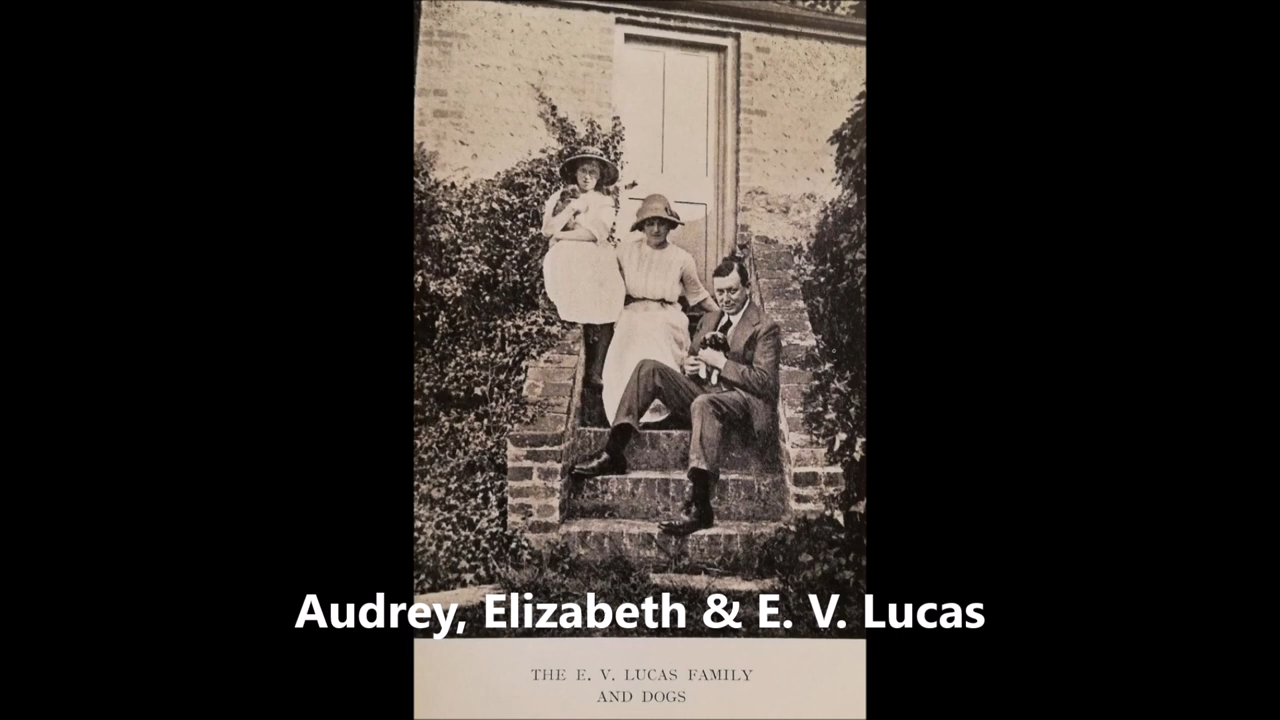 Audrey, Elizabeth & E. V. Lucas
THE E. V. LUCAS FAMILY
AND DOGS